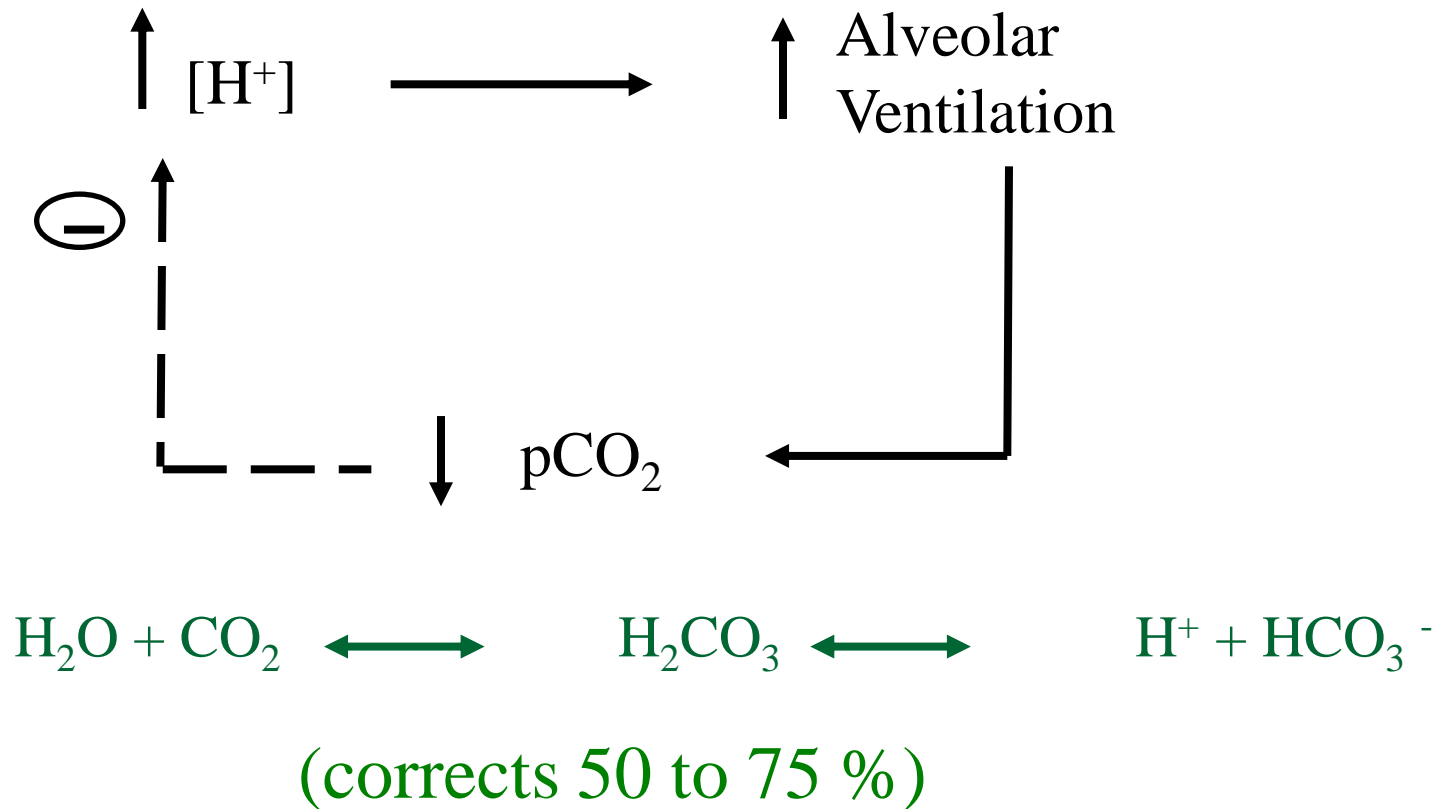 ↑ [H⁺] → ↑ Alveolar
Ventilation
−
↓ pCO₂ ←
H₂O + CO₂ ↔ H₂CO₃ ↔ H⁺ + HCO₃⁻
(corrects 50 to 75 %)